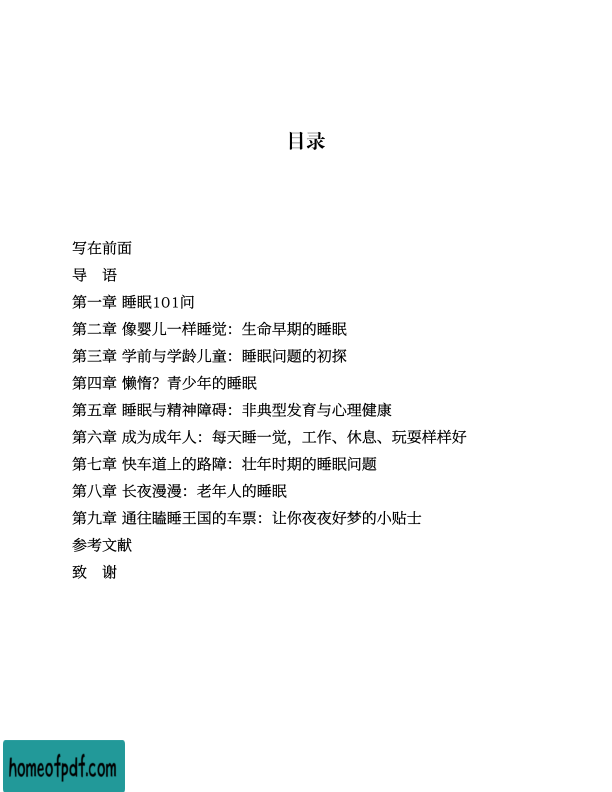 目录
写在前面
导　语
第一章 睡眠101问
第二章 像婴儿一样睡觉：生命早期的睡眠
第三章 学前与学龄儿童：睡眠问题的初探
第四章 懒惰？青少年的睡眠
第五章 睡眠与精神障碍：非典型发育与心理健康
第六章 成为成年人：每天睡一觉，工作、休息、玩耍样样好
第七章 快车道上的路障：壮年时期的睡眠问题
第八章 长夜漫漫：老年人的睡眠
第九章 通往瞌睡王国的车票：让你夜夜好梦的小贴士
参考文献
致　谢
homeofpdf.com